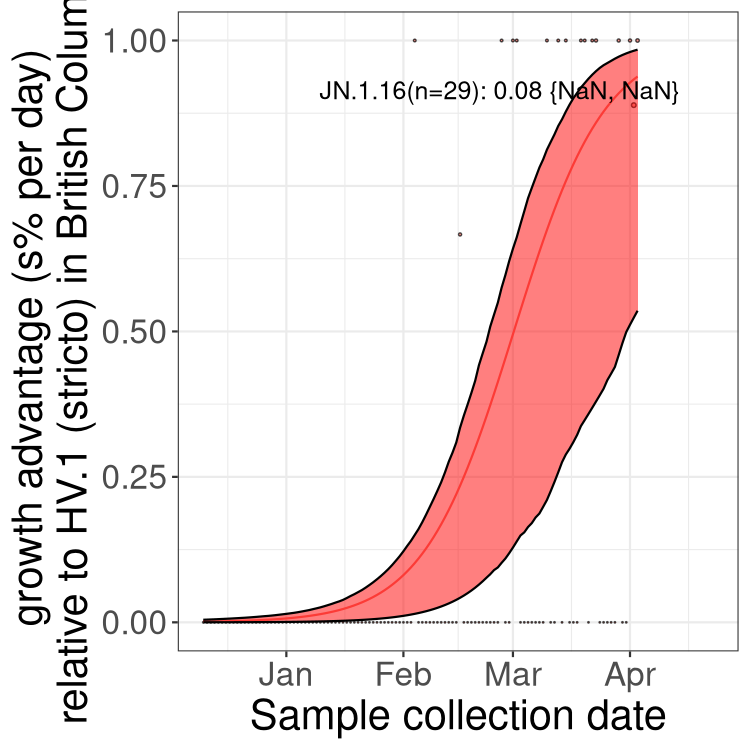 growth advantage (s% per day)
relative to HV.1 (stricto) in British Colum
1.00
0.75
0.50
0.25
0.00
JN.1.16(n=29): 0.08 {NaN, NaN}
Jan Feb Mar Apr
Sample collection date